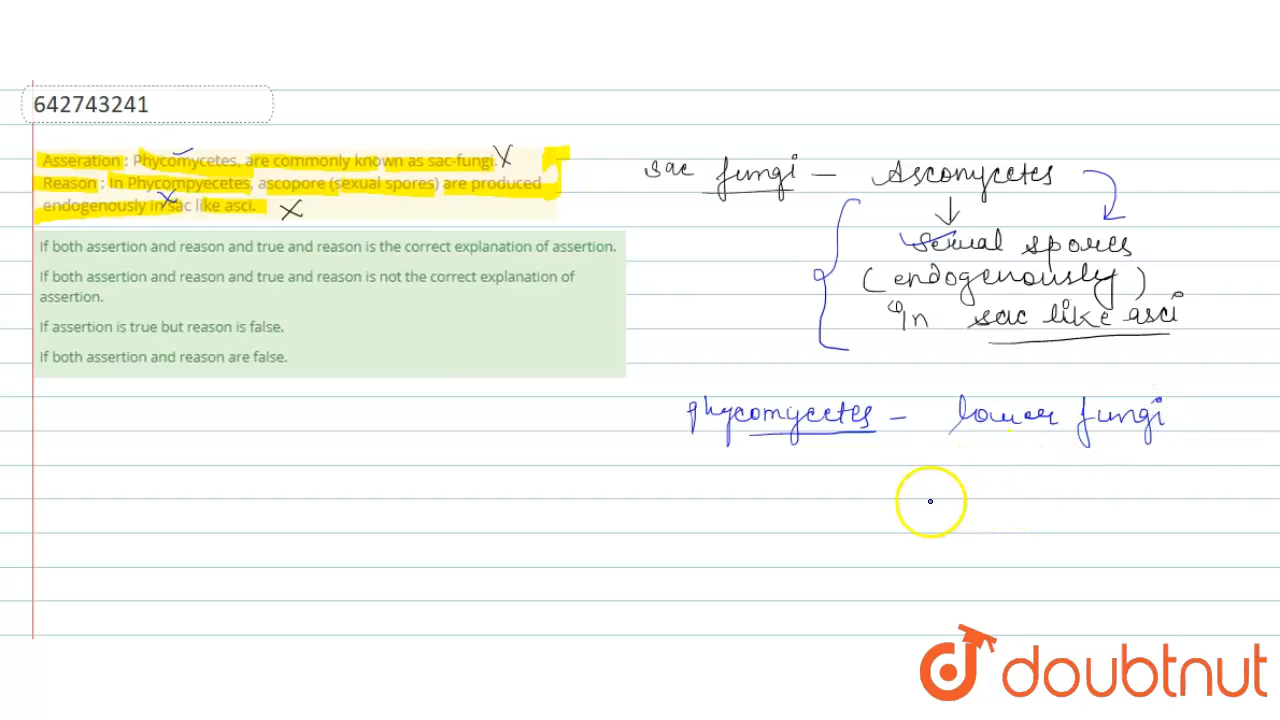 642743241
Asseration : Phycomycetes, are commonly known as sac-fungi. X
Reason : In Phycompyecetes, ascopore (sexual spores) are produced
endogenously in sac like asci. X
X
If both assertion and reason and true and reason is the correct explanation of assertion.
If both assertion and reason and true and reason is not the correct explanation of
assertion.
If assertion is true but reason is false.
If both assertion and reason are false.
sac fungi – Ascomycetes
sexual spores
(endogenously)
In sac like asci
phycomycetes – lower fungi
doubtnut